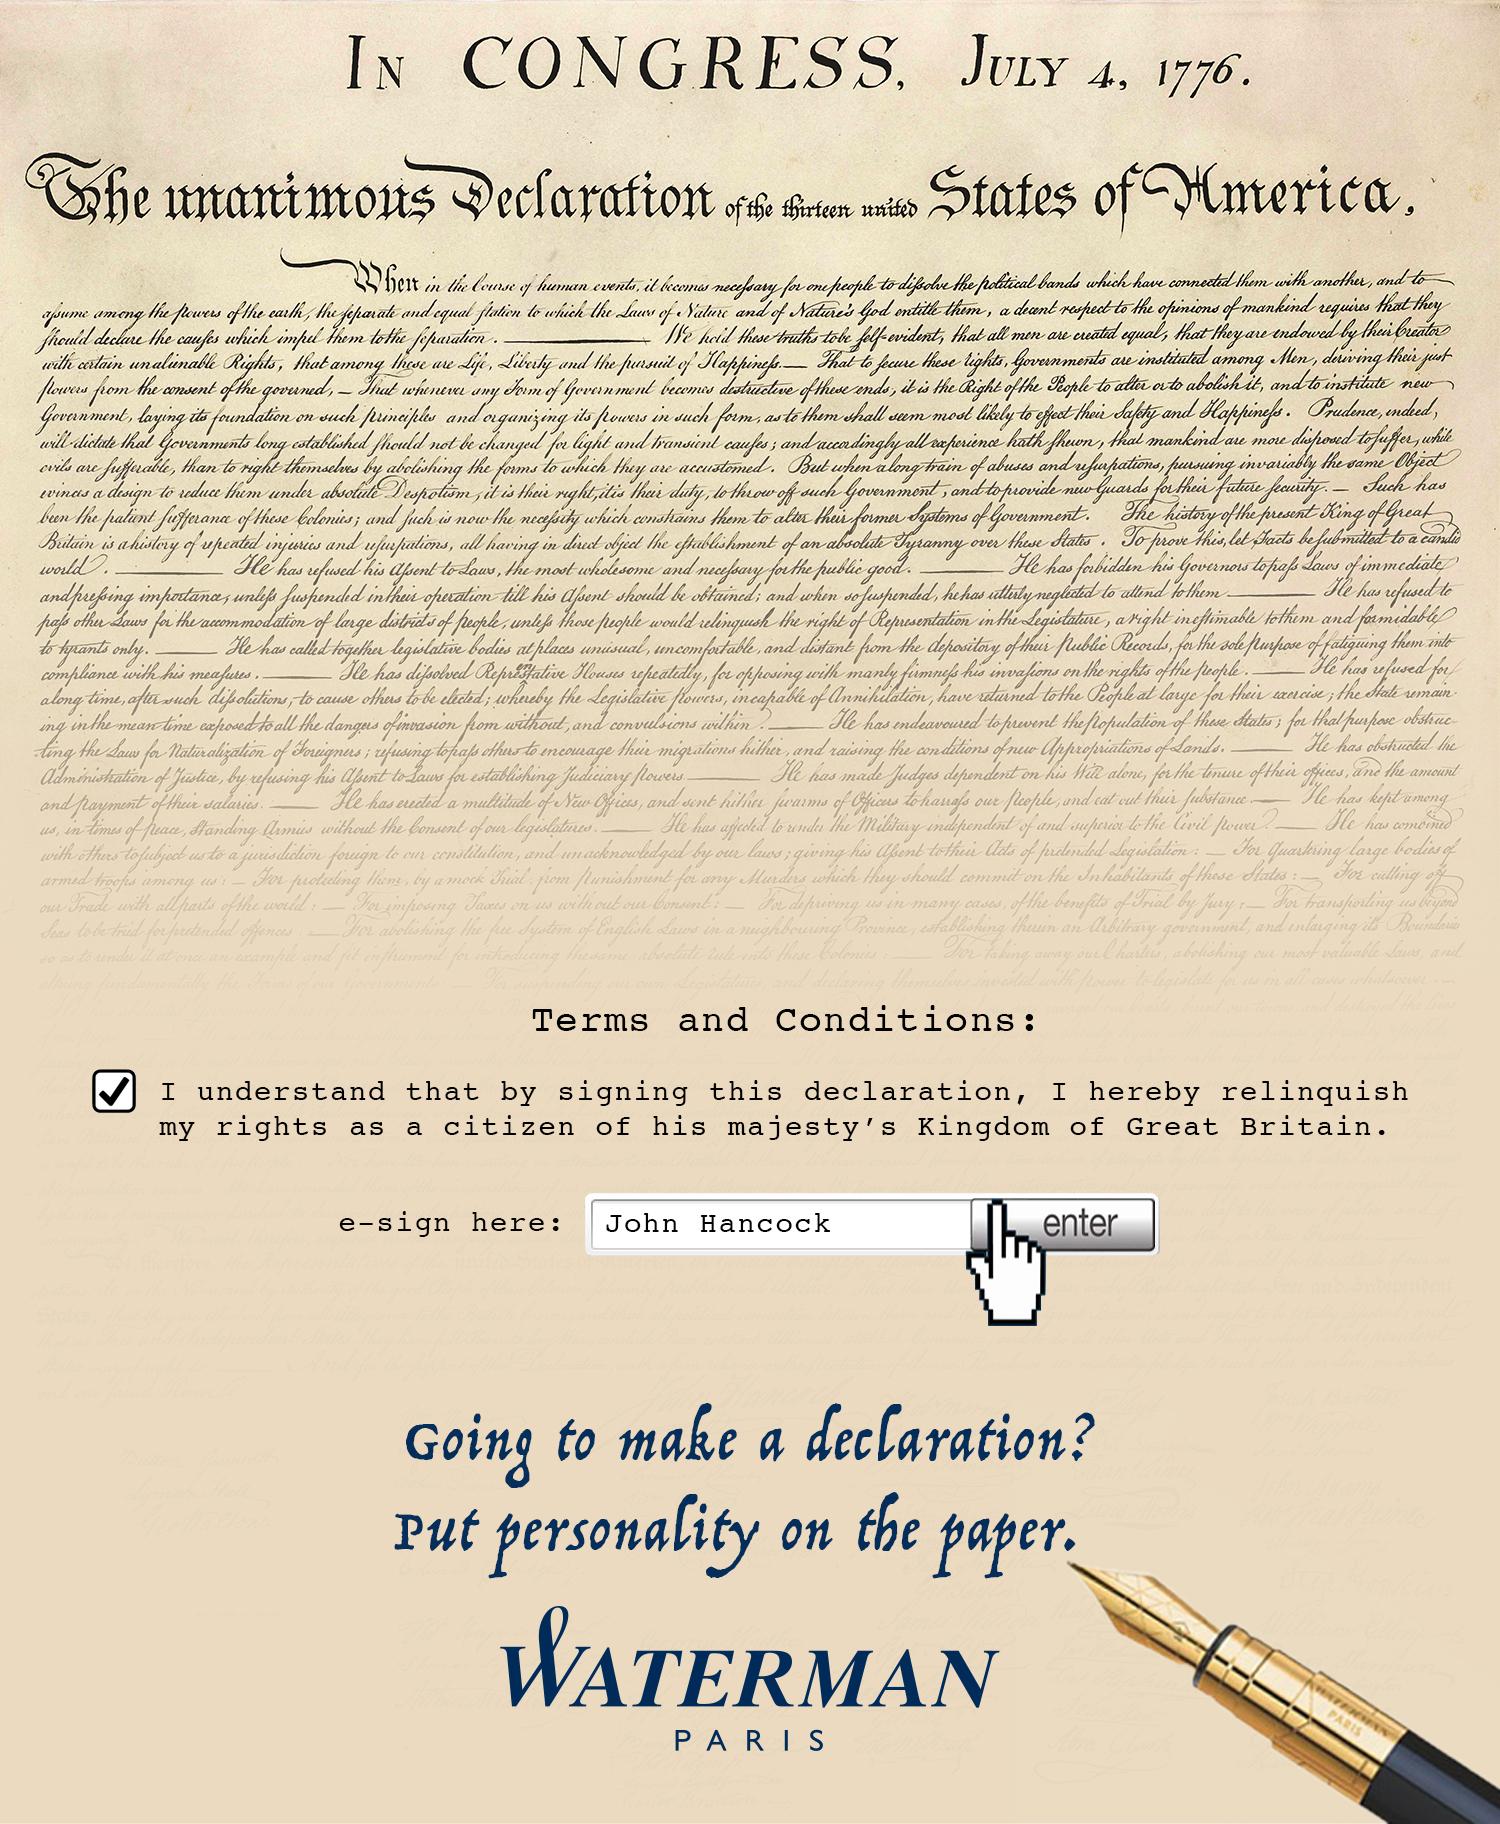 In CONGRESS, July 4, 1776.
The unanimous Declaration of the thirteen united States of America,
When in the Course of human events, it becomes necessary for one people to dissolve the political bands which have connected them with another, and to
assume among the powers of the earth, the separate and equal station to which the Laws of Nature and of Nature's God entitle them, a decent respect to the opinions of mankind requires that they
should declare the causes which impel them to the separation. We hold these truths to be self-evident, that all men are created equal, that they are endowed by their Creator
with certain unalienable Rights, that among these are Life, Liberty and the pursuit of Happiness.— That to secure these rights, Governments are instituted among Men, deriving their just
powers from the consent of the governed, — That whenever any Form of Government becomes destructive of these ends, it is the Right of the People to alter or to abolish it, and to institute new
Government, laying its foundation on such principles and organizing its powers in such form, as to them shall seem most likely to effect their Safety and Happiness. Prudence, indeed,
will dictate that Governments long established should not be changed for light and transient causes; and accordingly all experience hath shewn, that mankind are more disposed to suffer, while
evils are sufferable, than to right themselves by abolishing the forms to which they are accustomed. But when a long train of abuses and usurpations, pursuing invariably the same Object
evinces a design to reduce them under absolute Despotism, it is their right, it is their duty, to throw off such Government, and to provide new Guards for their future security. — Such has
been the patient sufferance of these Colonies; and such is now the necessity which constrains them to alter their former Systems of Government. The history of the present King of Great
Britain is a history of repeated injuries and usurpations, all having in direct object the establishment of an absolute Tyranny over these States. To prove this, let Facts be submitted to a candid
world. He has refused his Assent to Laws, the most wholesome and necessary for the public good. He has forbidden his Governors to pass Laws of immediate
and pressing importance, unless suspended in their operation till his Assent should be obtained; and when so suspended, he has utterly neglected to attend to them. He has refused to
pass other Laws for the accommodation of large districts of people, unless those people would relinquish the right of Representation in the Legislature, a right inestimable to them and formidable
to tyrants only. He has called together legislative bodies at places unusual, uncomfortable, and distant from the depository of their Public Records, for the sole purpose of fatiguing them into
compliance with his measures. He has dissolved Representative Houses repeatedly, for opposing with manly firmness his invasions on the rights of the people. He has refused for
a long time, after such dissolutions, to cause others to be elected; whereby the Legislative powers, incapable of Annihilation, have returned to the People at large for their exercise; the State remain-
ing in the mean time exposed to all the dangers of invasion from without, and convulsions within. He has endeavoured to prevent the population of these States; for that purpose obstruc-
ting the Laws for Naturalization of Foreigners; refusing to pass others to encourage their migrations hither, and raising the conditions of new Appropriations of Lands. He has obstructed the
Administration of Justice, by refusing his Assent to Laws for establishing Judiciary powers. He has made Judges dependent on his Will alone, for the tenure of their offices, and the amount
and payment of their salaries. He has erected a multitude of New Offices, and sent hither swarms of Officers to harrass our people, and eat out their substance. He has kept among
us, in times of peace, Standing Armies without the Consent of our legislatures. He has affected to render the Military independent of and superior to the Civil power. He has combined
with others to subject us to a jurisdiction foreign to our constitution, and unacknowledged by our laws; giving his Assent to their Acts of pretended Legislation: — For Quartering large bodies of
armed troops among us: — For protecting them, by a mock Trial, from punishment for any Murders which they should commit on the Inhabitants of these States: — For cutting off
our Trade with all parts of the world: — For imposing Taxes on us without our Consent: — For depriving us in many cases, of the benefits of Trial by Jury: — For transporting us beyond
Seas to be tried for pretended offences — For abolishing the free System of English Laws in a neighbouring Province, establishing therein an Arbitrary government, and enlarging its Boundaries
so as to render it at once an example and fit instrument for introducing the same absolute rule into these Colonies: — For taking away our Charters, abolishing our most valuable Laws, and
altering fundamentally the Forms of our Governments: — For suspending our own Legislatures, and declaring themselves invested with power to legislate for us in all cases whatsoever. —
Terms and Conditions:
I understand that by signing this declaration, I hereby relinquish
my rights as a citizen of his majesty’s Kingdom of Great Britain.
e-sign here: John Hancock enter
Going to make a declaration?
Put personality on the paper.
WATERMAN
PARIS
WATERMAN
PARIS